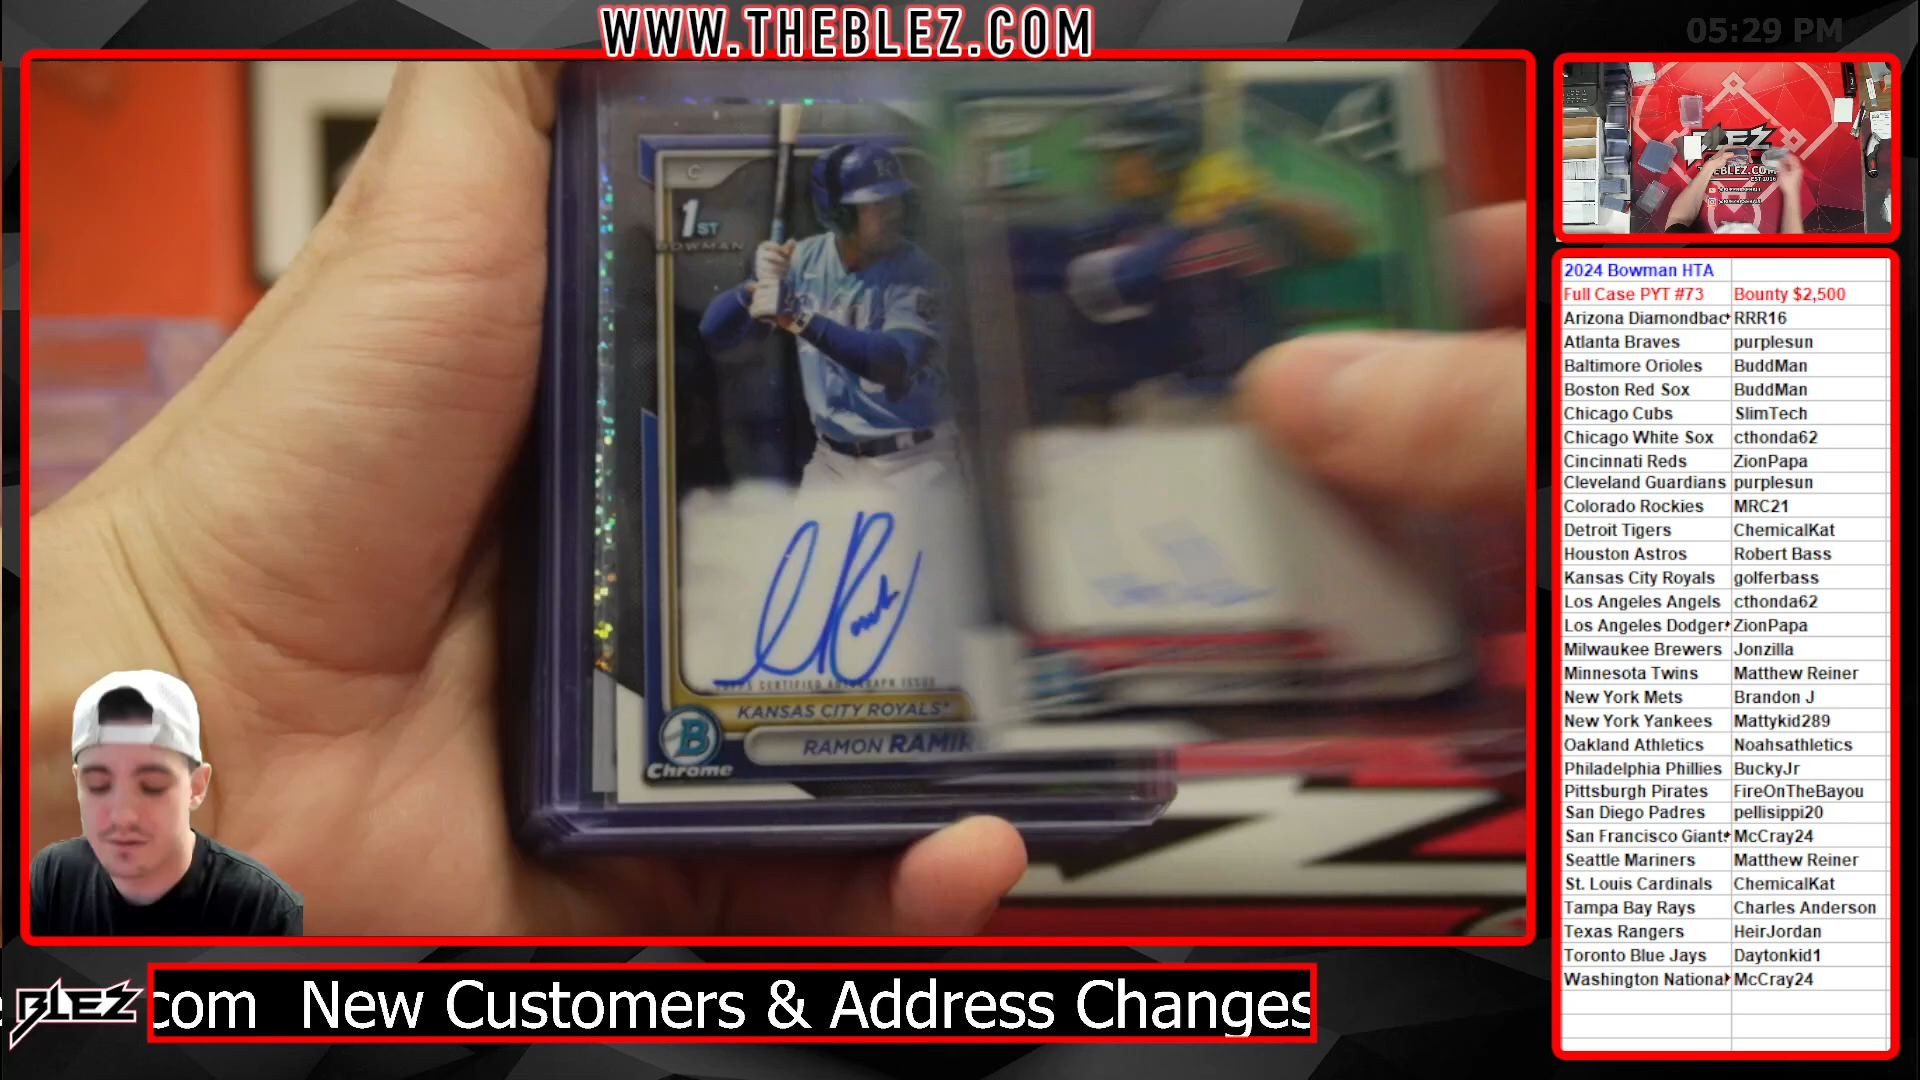 WWW.THEBLEZ.COM
05:29 PM
1ST
BOWMAN
CERTIFIED AUTOGRAPH ISSUE
KANSAS CITY ROYALS
RAMON RAMIR
B
Chrome
THEBLEZ.COM
2024 Bowman HTA
Full Case PYT #73 Bounty $2,500
Arizona Diamondbac RRR16
Atlanta Braves purplesun
Baltimore Orioles BuddMan
Boston Red Sox BuddMan
Chicago Cubs SlimTech
Chicago White Sox cthonda62
Cincinnati Reds ZionPapa
Cleveland Guardians purplesun
Colorado Rockies MRC21
Detroit Tigers ChemicalKat
Houston Astros Robert Bass
Kansas City Royals golferbass
Los Angeles Angels cthonda62
Los Angeles Dodger ZionPapa
Milwaukee Brewers Jonzilla
Minnesota Twins Matthew Reiner
New York Mets Brandon J
New York Yankees Mattykid289
Oakland Athletics Noahsathletics
Philadelphia Phillies BuckyJr
Pittsburgh Pirates FireOnTheBayou
San Diego Padres pellisippi20
San Francisco Giant McCray24
Seattle Mariners Matthew Reiner
St. Louis Cardinals ChemicalKat
Tampa Bay Rays Charles Anderson
Texas Rangers HeirJordan
Toronto Blue Jays Daytonkid1
Washington National McCray24
BLEZ
com New Customers & Address Changes